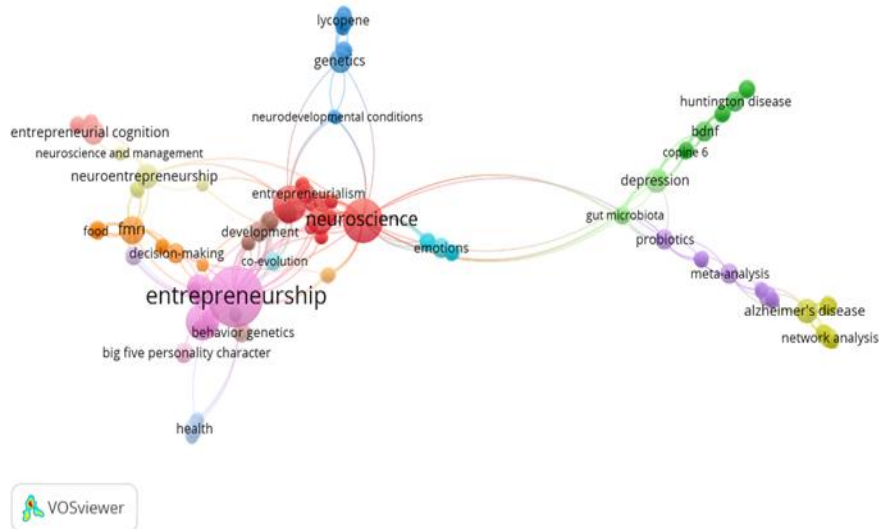 lycopene
genetics
huntington disease
neurodevelopmental conditions
entrepreneurial cognition
bdnf
neuroscience and management
copine 6
neuroentrepreneurship
depression
entrepreneurialism
neuroscience
gut microbiota
food
fmn
development
emotions
probiotics
decision-making
co-evolution
meta-analysis
entrepreneurship
alzheimer's disease
behavior genetics
network analysis
big five personality character
health
VOSviewer